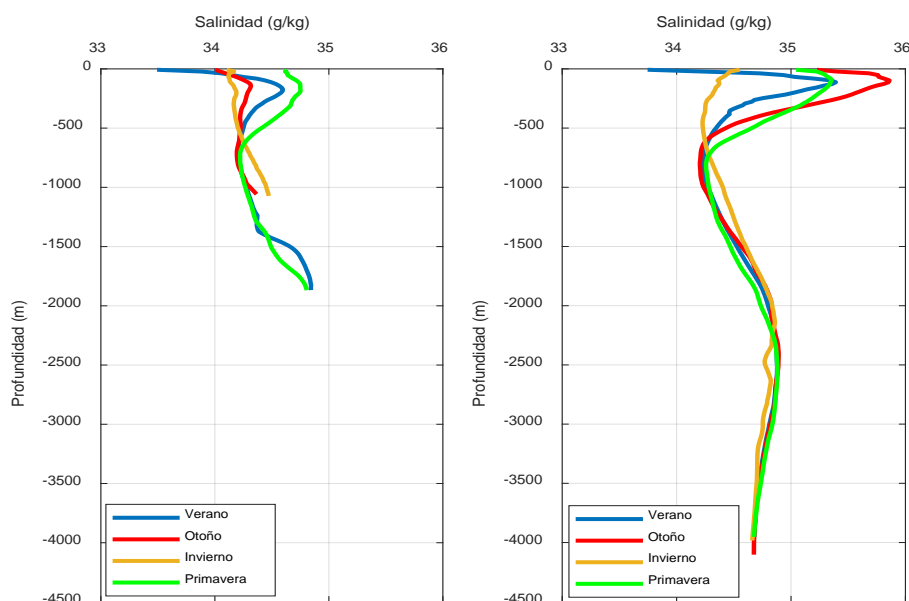 Salinidad (g/kg)
33 34 35 36
0
-500
-1000
-1500
-2000
-2500
-3000
-3500
-4000
-4500
Profundidad (m)
Verano
Otoño
Invierno
Primavera
Salinidad (g/kg)
33 34 35 36
0
-500
-1000
-1500
-2000
-2500
-3000
-3500
-4000
-4500
Profundidad (m)
Verano
Otoño
Invierno
Primavera